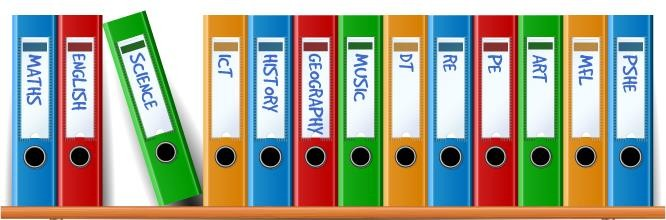 MATHS
ENGLISH
SCIENCE
ICT
HISTORY
GEOGRAPHY
MUSIC
DT
RE
PE
ART
MFL
PSHE